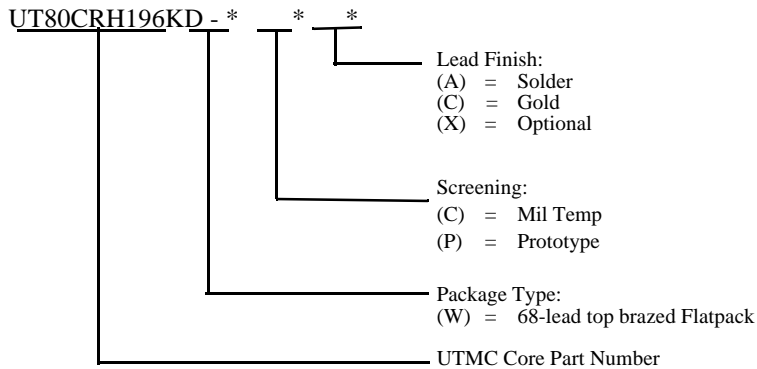 UT80CRH196KD - * * *
Lead Finish:
(A) = Solder
(C) = Gold
(X) = Optional
Screening:
(C) = Mil Temp
(P) = Prototype
Package Type:
(W) = 68-lead top brazed Flatpack
UTMC Core Part Number